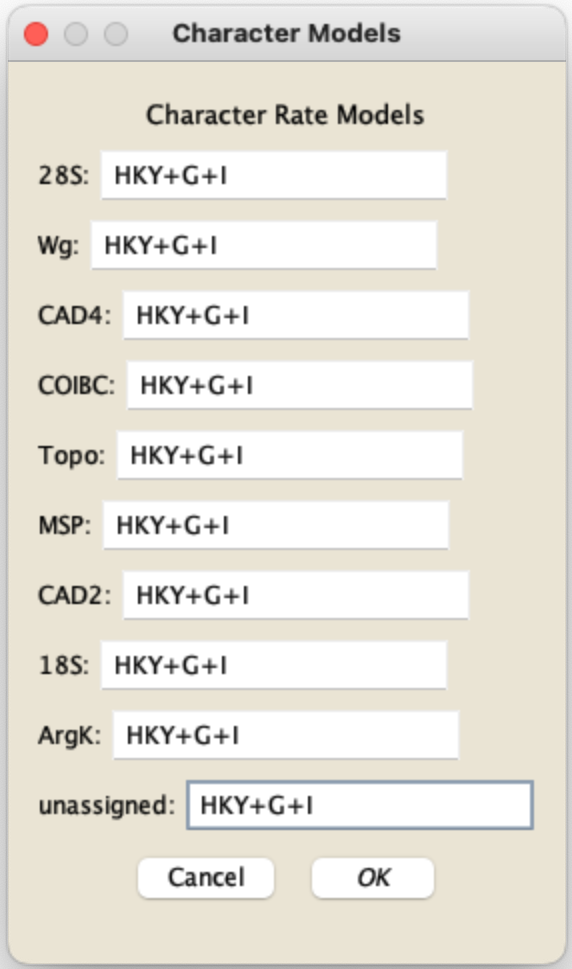 Character Models
Character Rate Models
28S: HKY+G+I
Wg: HKY+G+I
CAD4: HKY+G+I
COIBC: HKY+G+I
Topo: HKY+G+I
MSP: HKY+G+I
CAD2: HKY+G+I
18S: HKY+G+I
ArgK: HKY+G+I
unassigned: HKY+G+I
Cancel OK